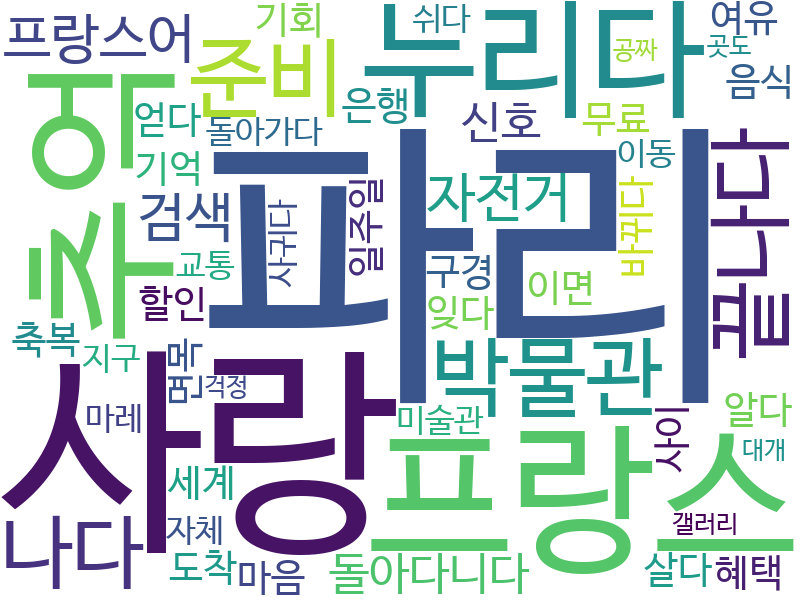 프랑스어
기회
쉬다
누리다
공짜
곳도
여유
음식
추억
준비
얻다
돌아가다
은행
신호
무료
기억
파리
이동
검색
사귀다
일주일
자전거
바뀌다
끝나다
교통
구경
이면
할인
잊다
축복
지구
면목
걱정
박물관
마레
사랑
미술관
프랑스
사이
알다
대개
세계
나다
자체
갤러리
도착
마음
돌아다니다
살다
혜택